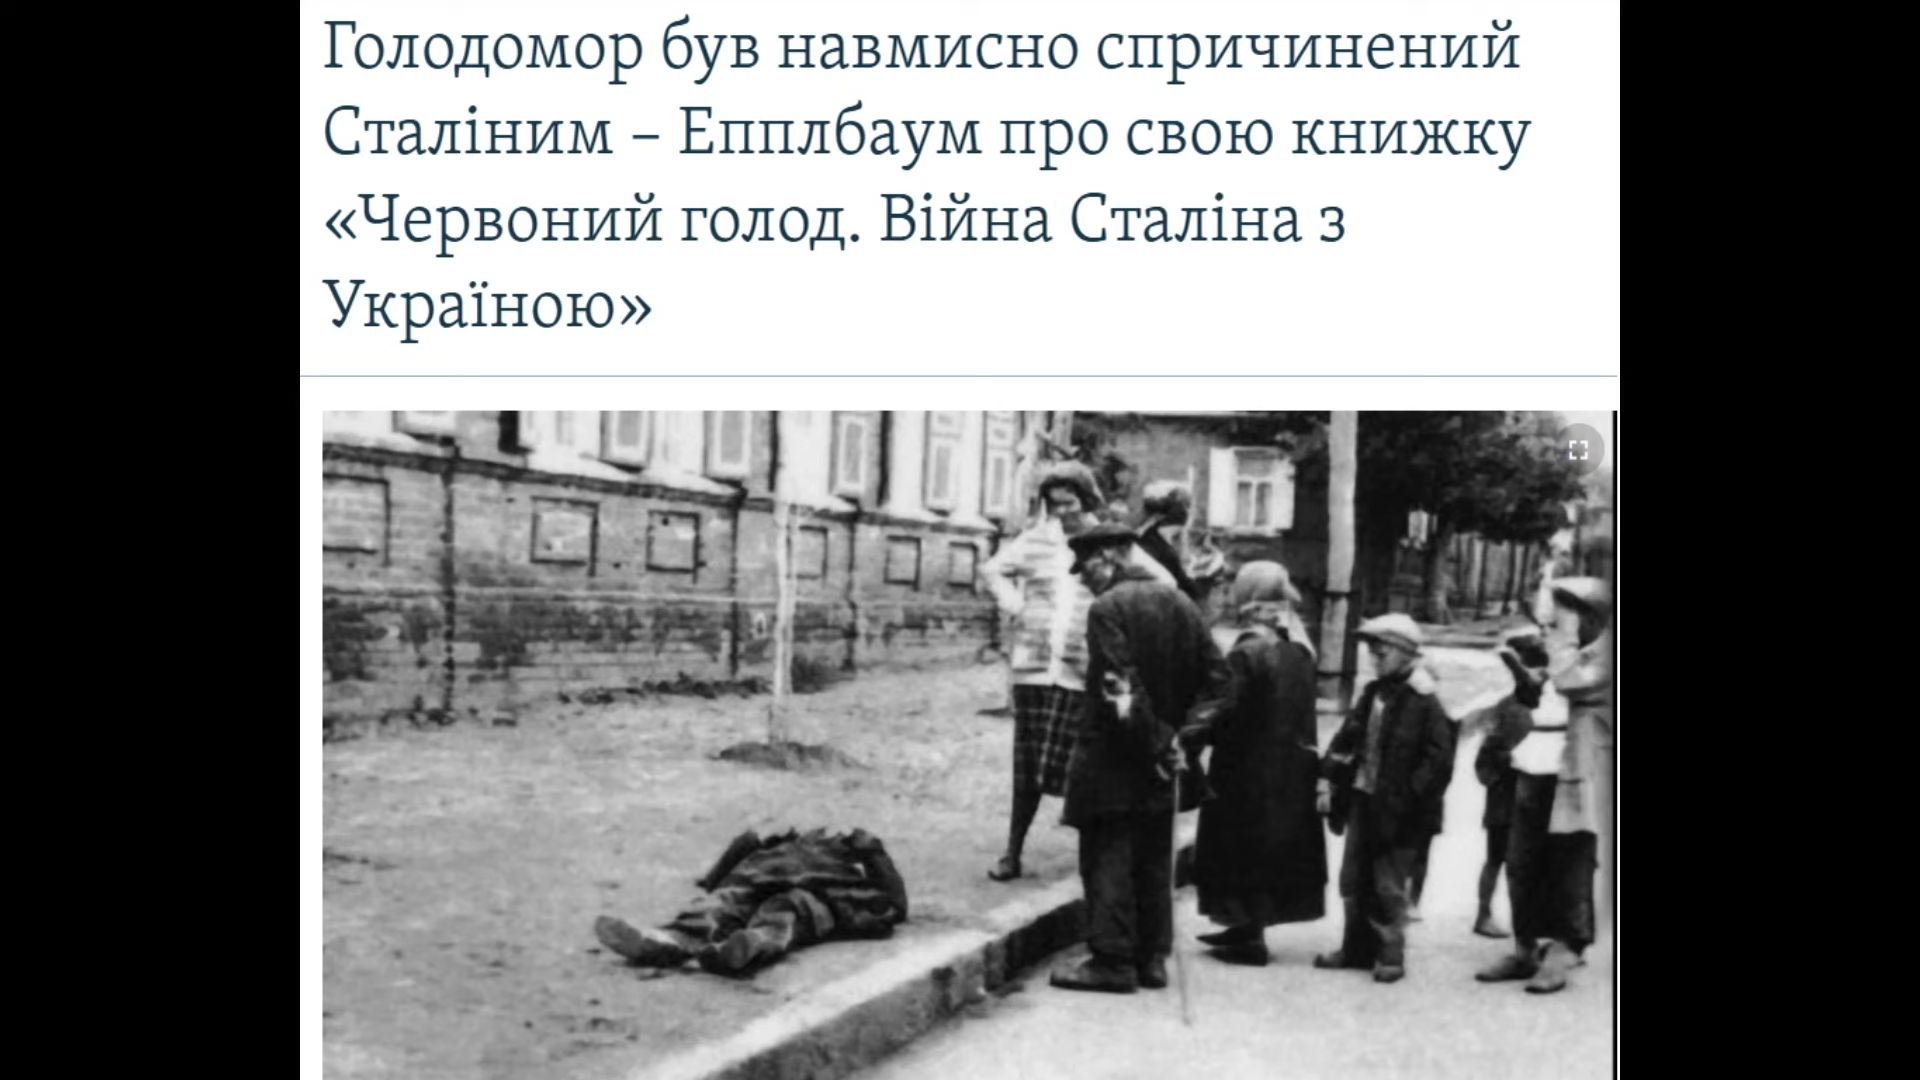 Голодомор був навмисно спричинений
Сталіним – Епплбаум про свою книжку
«Червоний голод. Війна Сталіна з
Україною»